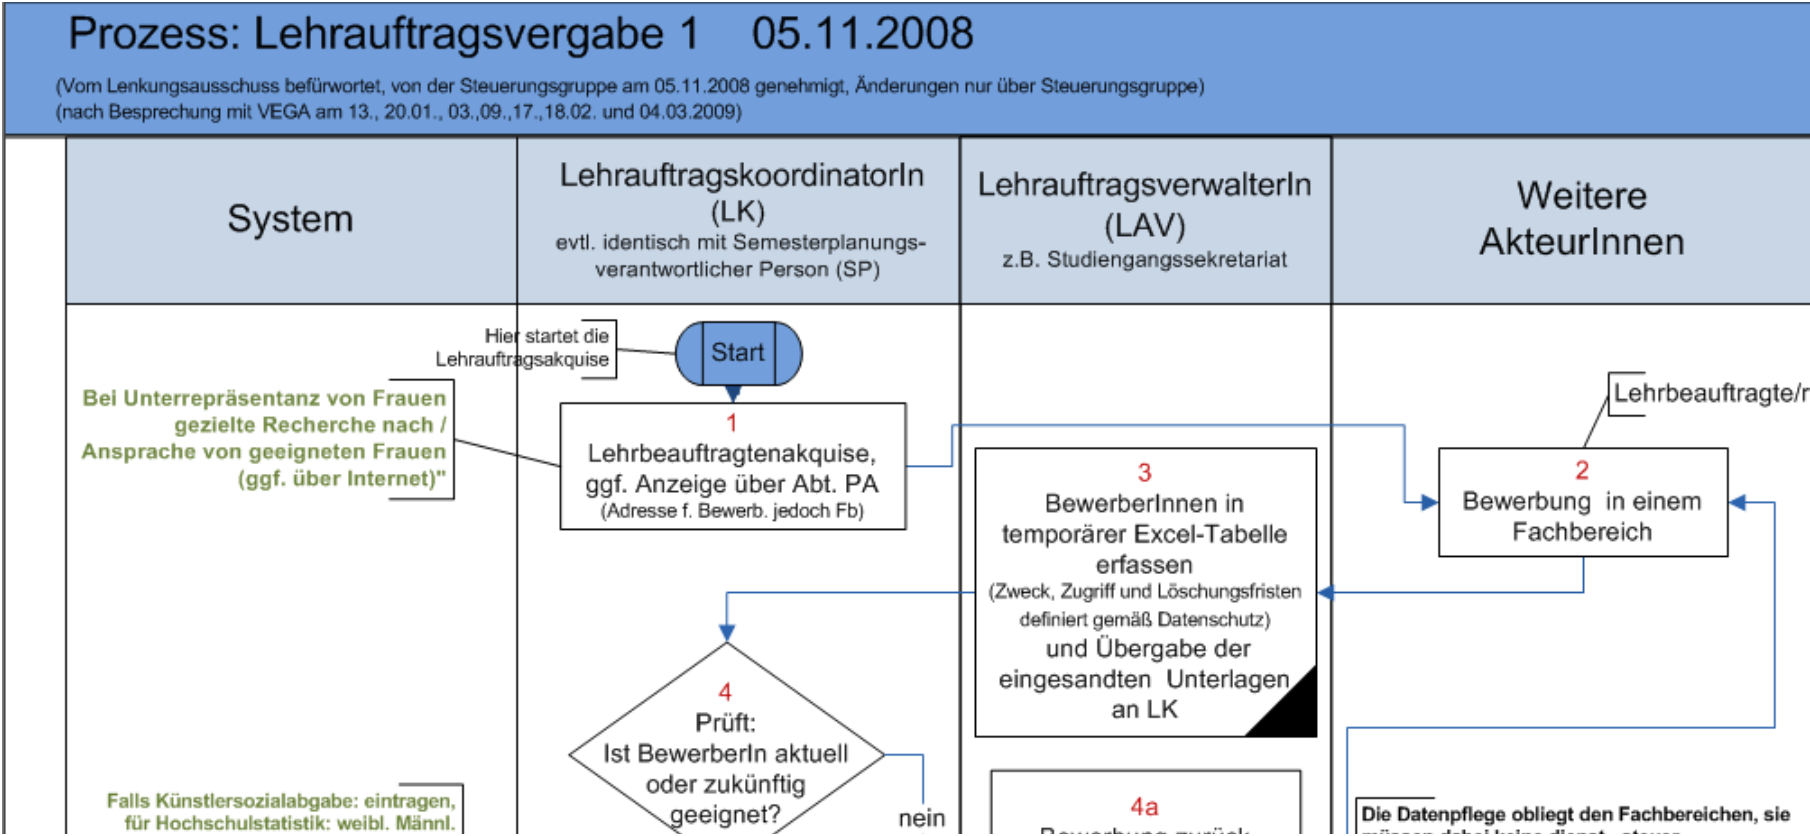 Prozess: Lehrauftragsvergabe 1 05.11.2008
(Vom Lenkungsausschuss befürwortet, von der Steuerungsgruppe am 05.11.2008 genehmigt, Änderungen nur über Steuerungsgruppe)
(nach Besprechung mit VEGA am 13., 20.01., 03.,09.,17.,18.02. und 04.03.2009)
System
LehrauftragskoordinatorIn
(LK)
evtl. identisch mit Semesterplanungs-
verantwortlicher Person (SP)
LehrauftragsverwalterIn
(LAV)
z.B. Studiengangssekretariat
Weitere
AkteurInnen
Hier startet die
Lehrauftragsakquise
Start
Bei Unterrepräsentanz von Frauen
gezielte Recherche nach /
Ansprache von geeigneten Frauen
(ggf. über Internet)"
1
Lehrbeauftragtenakquise,
ggf. Anzeige über Abt. PA
(Adresse f. Bewerb. jedoch Fb)
Lehrbeauftragte/r
2
Bewerbung in einem
Fachbereich
3
BewerberInnen in
temporärer Excel-Tabelle
erfassen
(Zweck, Zugriff und Löschungsfristen
definiert gemäß Datenschutz)
und Übergabe der
eingesandten Unterlagen
an LK
4
Prüft:
Ist BewerberIn aktuell
oder zukünftig
geeignet?
nein
4a
Bewerbung zurück
Falls Künstlersozialabgabe: eintragen,
für Hochschulstatistik: weibl. Männl.
Die Datenpflege obliegt den Fachbereichen, sie
müssen dabei keine dienst-, steuer-